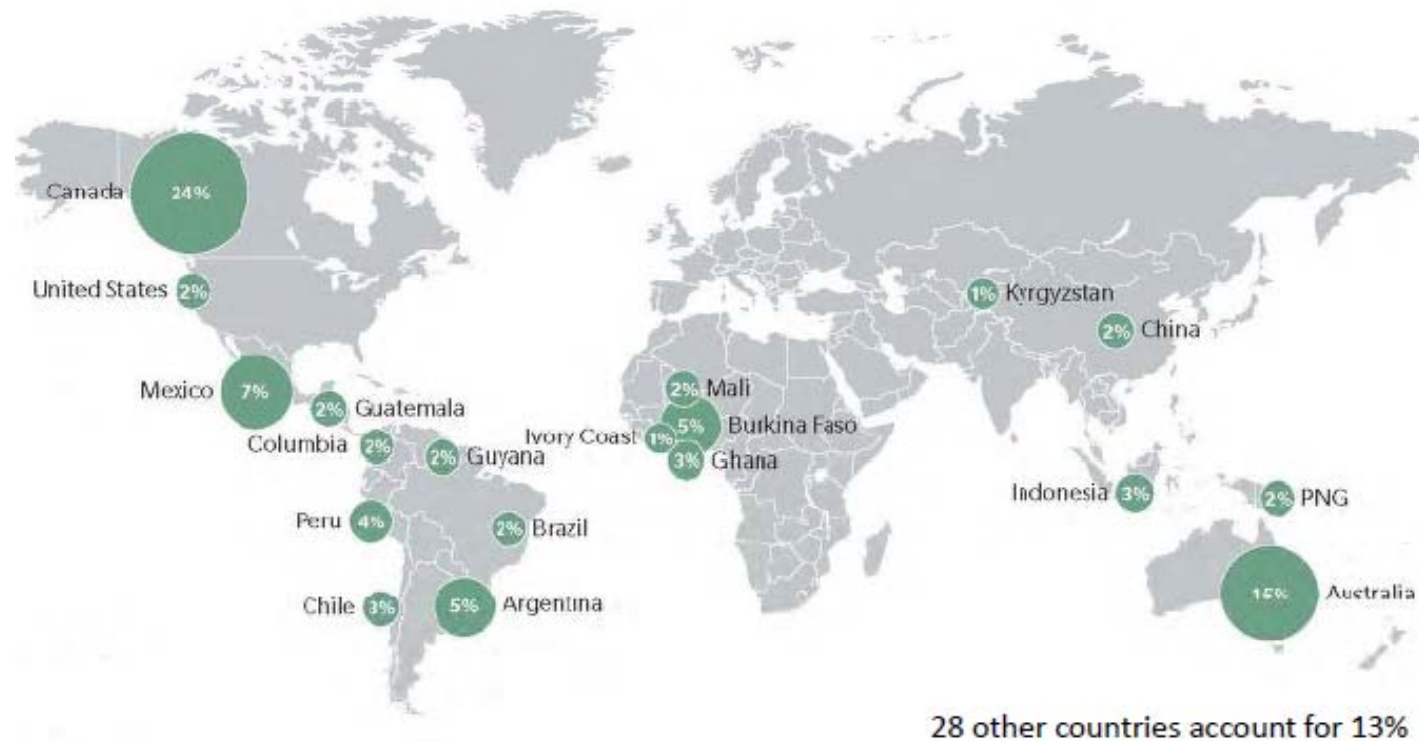 Canada 24%
United States 2%
Mexico 7%
2% Guatemala
Columbia 2%
2% Guyana
Peru 4%
2% Brazil
Chile 3%
5% Argentina
2% Mali
5% Burkina Faso
Ivory Coast 1%
3% Ghana
1% Kyrgyzstan
2% China
Indonesia 3%
2% PNG
15% Australia
28 other countries account for 13%